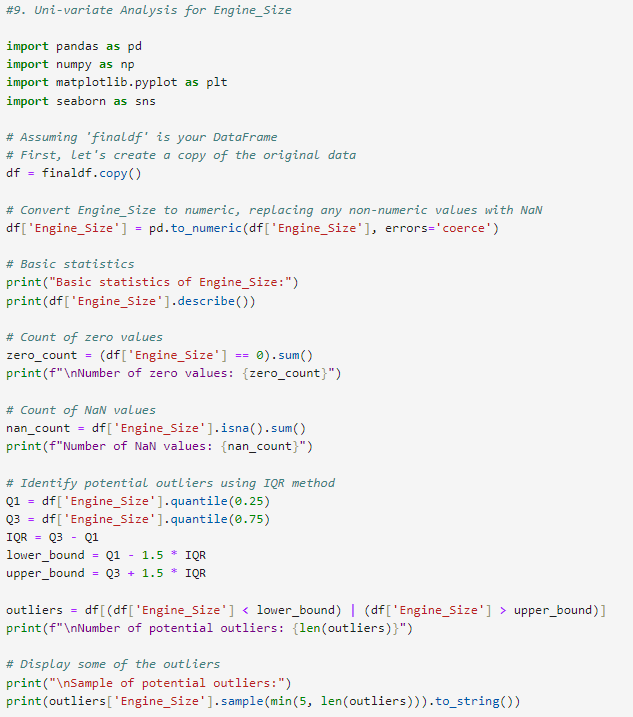 #9. Uni-variate Analysis for Engine_Size
import pandas as pd
import numpy as np
import matplotlib.pyplot as plt
import seaborn as sns
# Assuming 'finaldf' is your DataFrame
# First, let's create a copy of the original data
df = finaldf.copy()
# Convert Engine_Size to numeric, replacing any non-numeric values with NaN
df['Engine_Size'] = pd.to_numeric(df['Engine_Size'], errors='coerce')
# Basic statistics
print("Basic statistics of Engine_Size:")
print(df['Engine_Size'].describe())
# Count of zero values
zero_count = (df['Engine_Size'] == 0).sum()
print(f"\nNumber of zero values: {zero_count}")
# Count of NaN values
nan_count = df['Engine_Size'].isna().sum()
print(f"Number of NaN values: {nan_count}")
# Identify potential outliers using IQR method
Q1 = df['Engine_Size'].quantile(0.25)
Q3 = df['Engine_Size'].quantile(0.75)
IQR = Q3 - Q1
lower_bound = Q1 - 1.5 * IQR
upper_bound = Q3 + 1.5 * IQR
outliers = df[(df['Engine_Size'] < lower_bound) | (df['Engine_Size'] > upper_bound)]
print(f"\nNumber of potential outliers: {len(outliers)}")
# Display some of the outliers
print("\nSample of potential outliers:")
print(outliers['Engine_Size'].sample(min(5, len(outliers))).to_string())